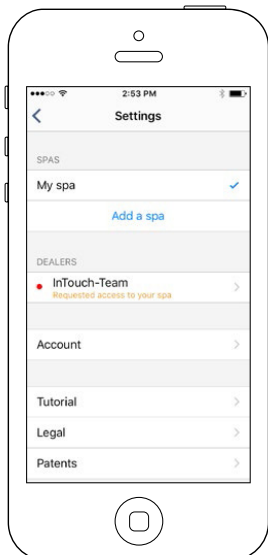 2:53 PM
Settings
SPAS
My spa
Add a spa
DEALERS
InTouch-Team
Requested access to your spa
Account
Tutorial
Legal
Patents